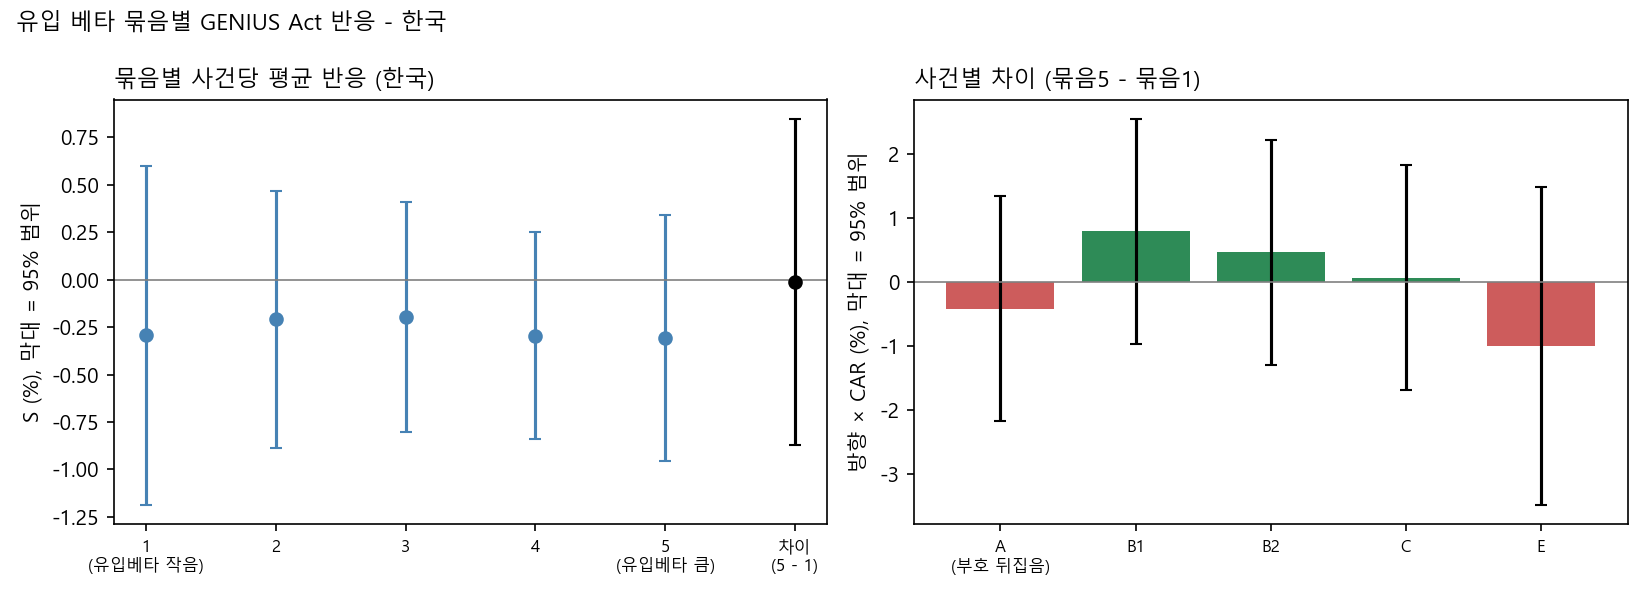 유입 베타 묶음별 GENIUS Act 반응 - 한국
묶음별 사건당 평균 반응 (한국)
S (%), 막대 = 95% 범위
0.75
0.50
0.25
0.00
-0.25
-0.50
-0.75
-1.00
-1.25
1
(유입베타 작음)
2
3
4
5
(유입베타 큼)
차이
(5 - 1)
사건별 차이 (묶음5 - 묶음1)
방향 × CAR (%), 막대 = 95% 범위
2
1
0
-1
-2
-3
A
(부호 뒤집음)
B1
B2
C
E